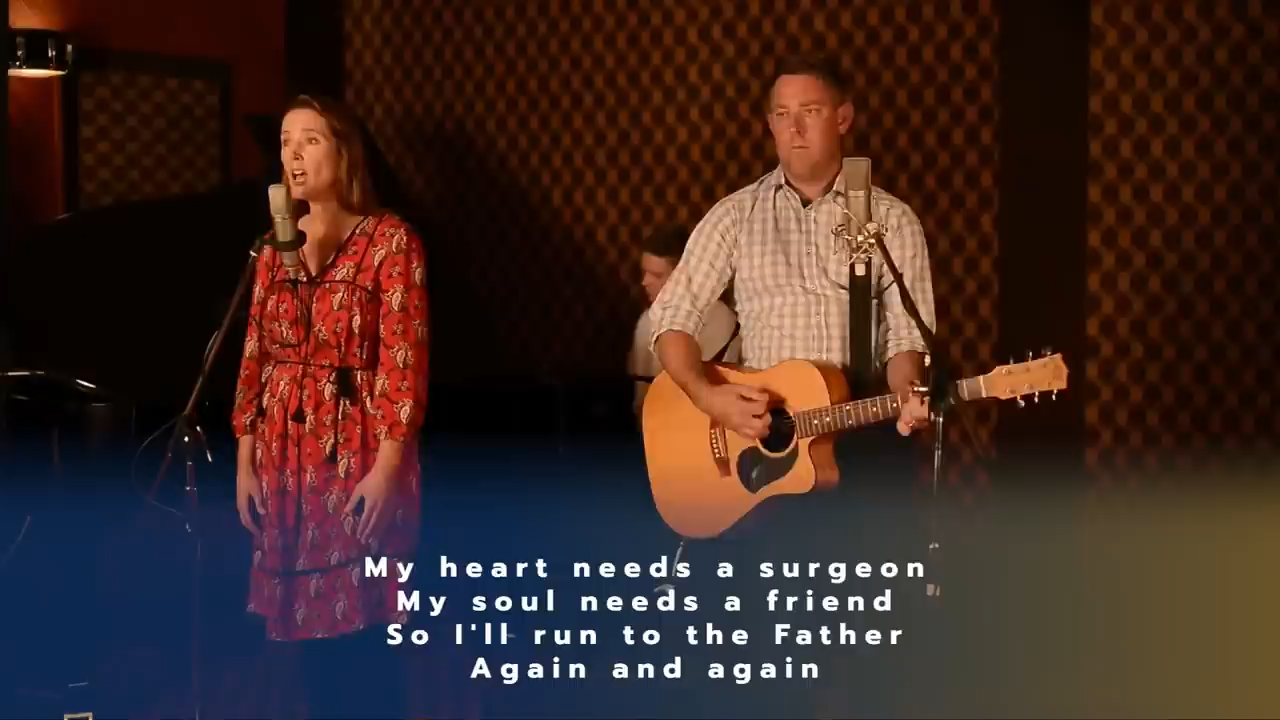 My heart needs a surgeon
My soul needs a friend
So I'll run to the Father
Again and again